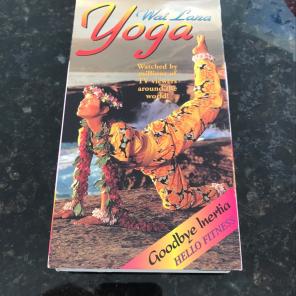 Wai Lana
Yoga
Watched by
millions of
TV viewers
around the
world!
Goodbye Inertia
HELLO FITNESS